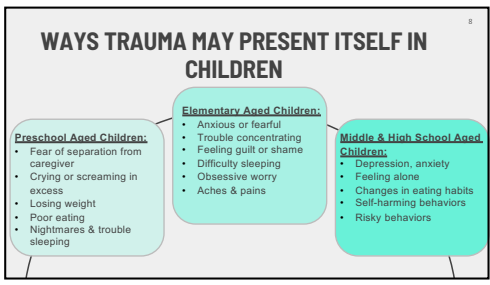 8
WAYS TRAUMA MAY PRESENT ITSELF IN
CHILDREN
Preschool Aged Children:
• Fear of separation from
caregiver
• Crying or screaming in
excess
• Losing weight
• Poor eating
• Nightmares & trouble
sleeping
Elementary Aged Children:
• Anxious or fearful
• Trouble concentrating
• Feeling guilt or shame
• Difficulty sleeping
• Obsessive worry
• Aches & pains
Middle & High School Aged
Children:
• Depression, anxiety
• Feeling alone
• Changes in eating habits
• Self-harming behaviors
• Risky behaviors